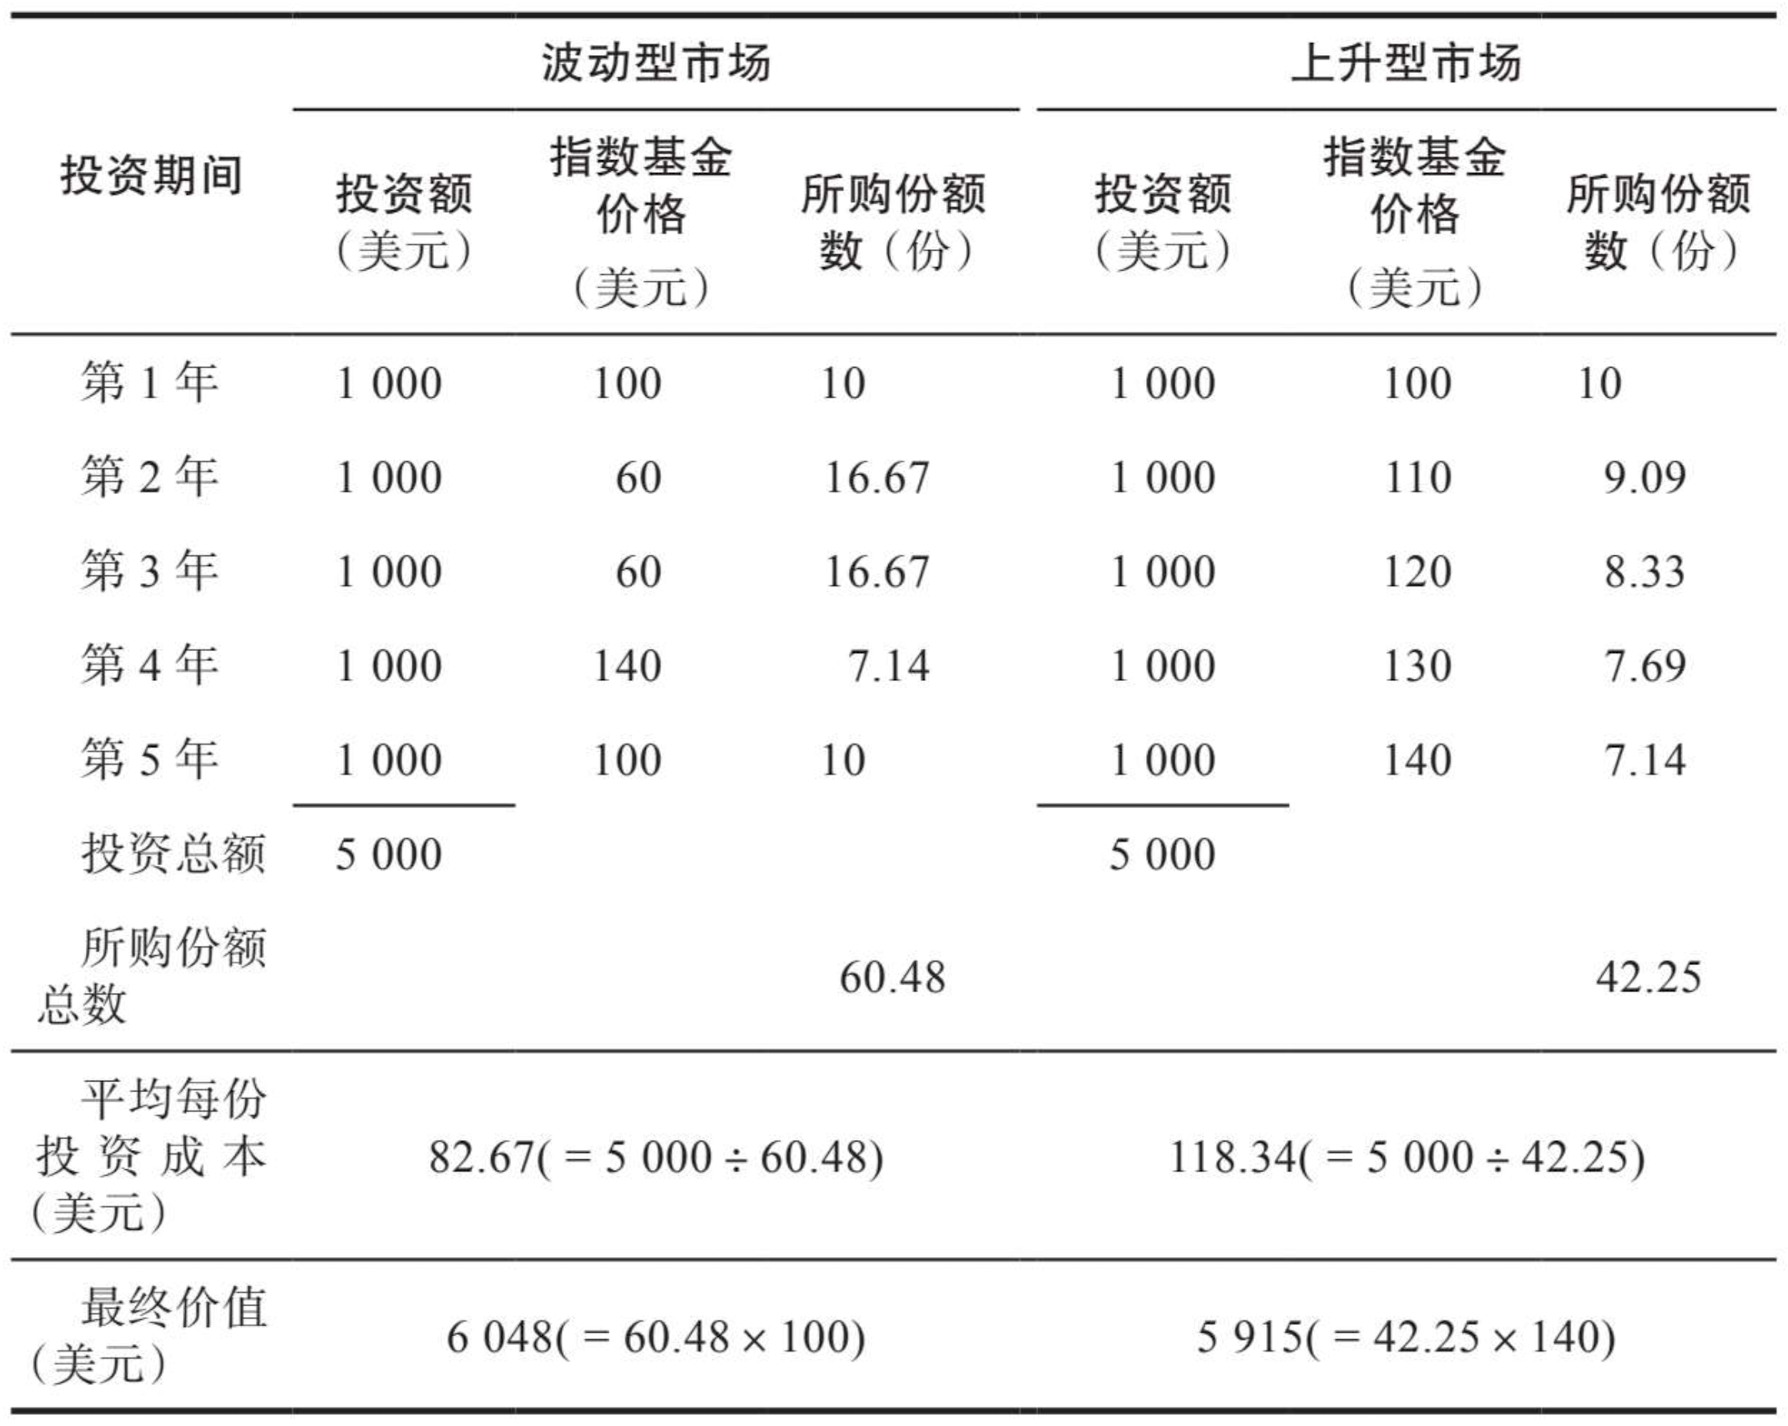 波动型市场 上升型市场
投资期间 投资额（美元） 指数基金价格（美元） 所购份额数（份） 投资额（美元） 指数基金价格（美元） 所购份额数（份）
第 1 年 1 000 100 10 1 000 100 10
第 2 年 1 000 60 16.67 1 000 110 9.09
第 3 年 1 000 60 16.67 1 000 120 8.33
第 4 年 1 000 140 7.14 1 000 130 7.69
第 5 年 1 000 100 10 1 000 140 7.14
投资总额 5 000 5 000
所购份额总数 60.48 42.25
平均每份投资成本（美元） 82.67( = 5 000 ÷ 60.48) 118.34( = 5 000 ÷ 42.25)
最终价值（美元） 6 048( = 60.48 × 100) 5 915( = 42.25 × 140)